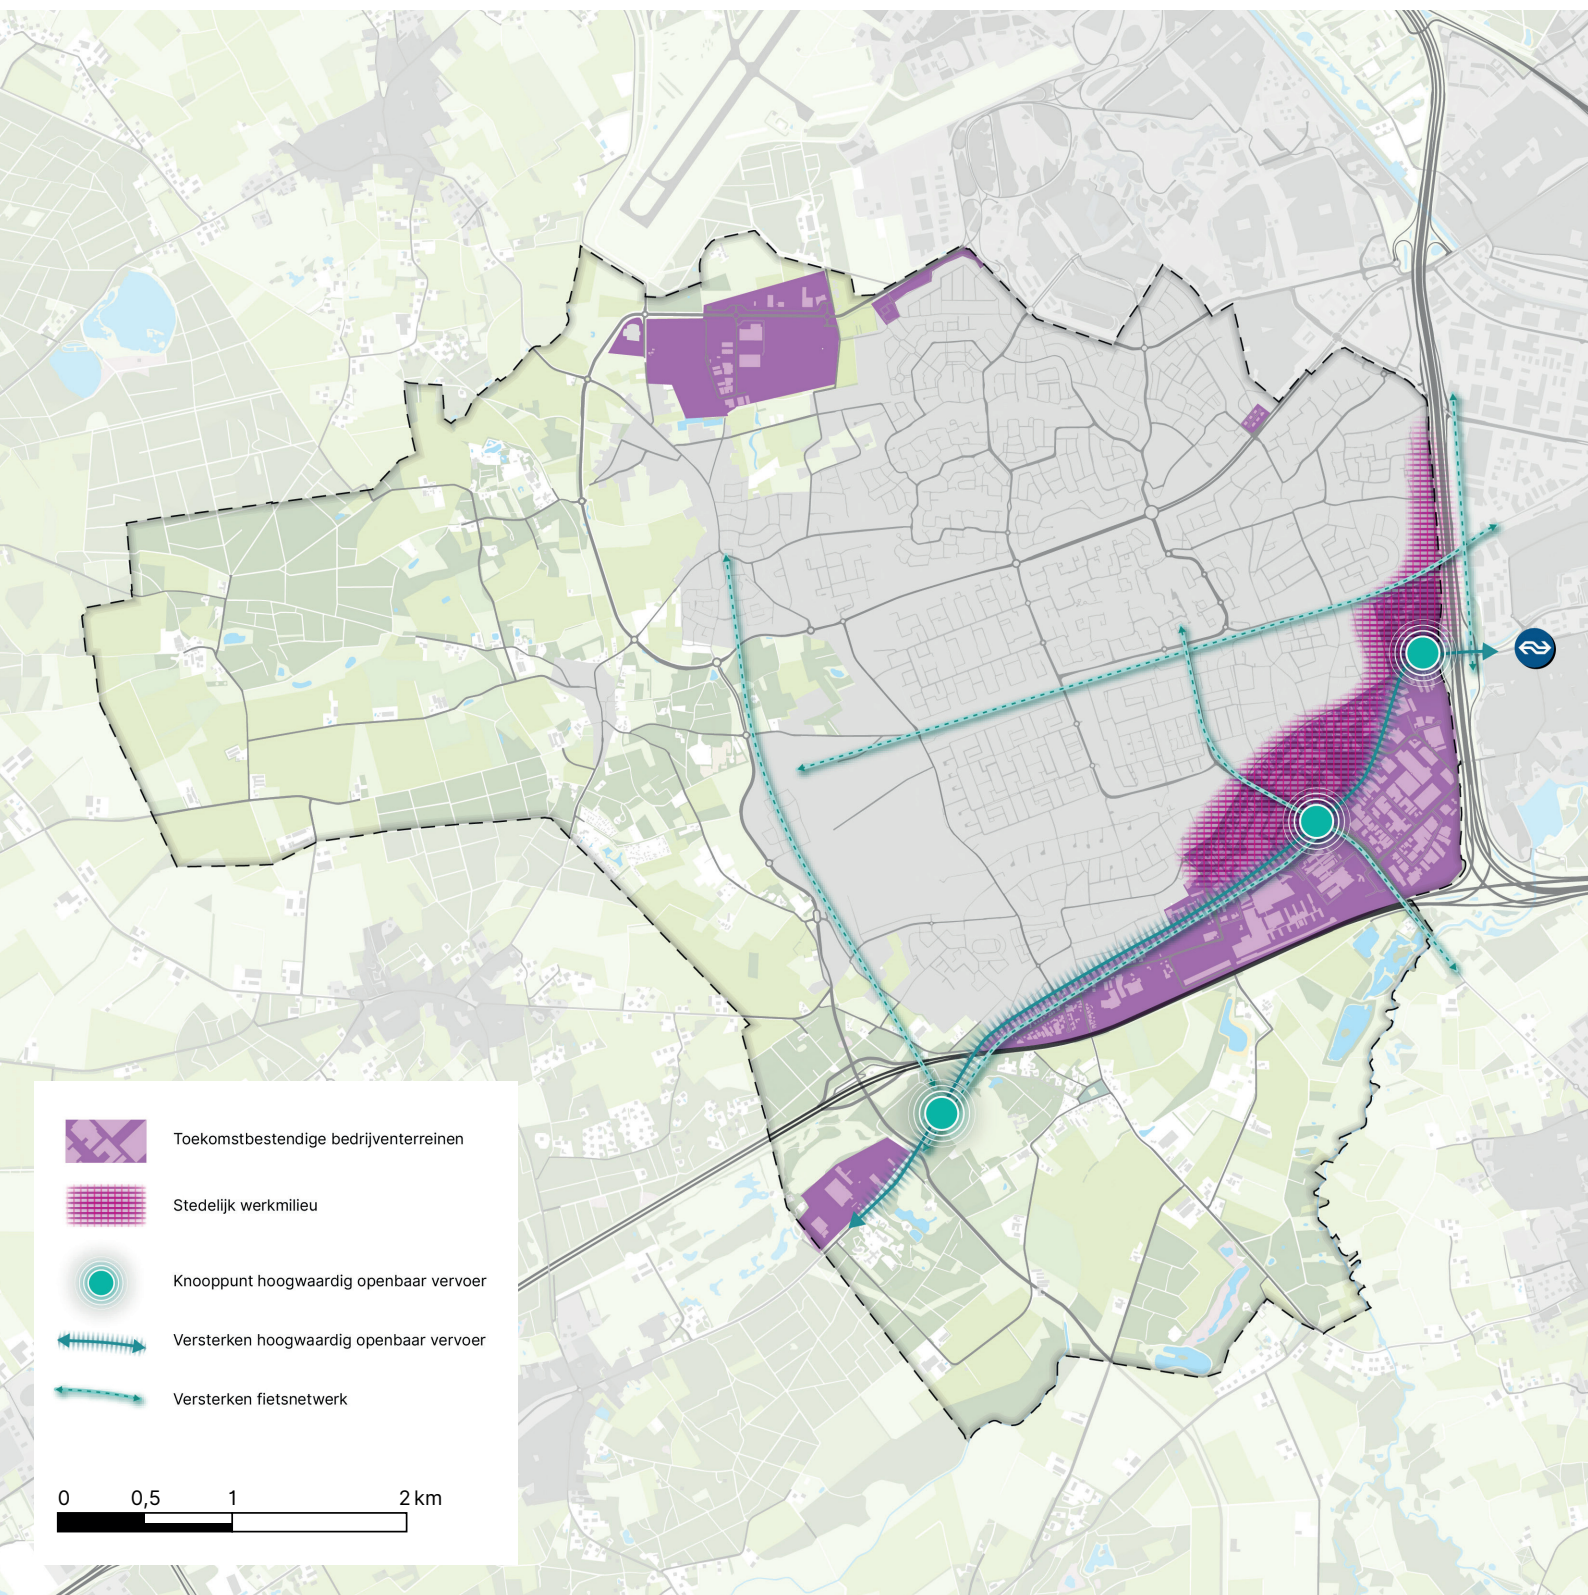 Toekomstbestendige bedrijventerreinen
Stedelijk werkmilieu
Knooppunt hoogwaardig openbaar vervoer
Versterken hoogwaardig openbaar vervoer
Versterken fietsnetwerk
0 0,5 1 2 km